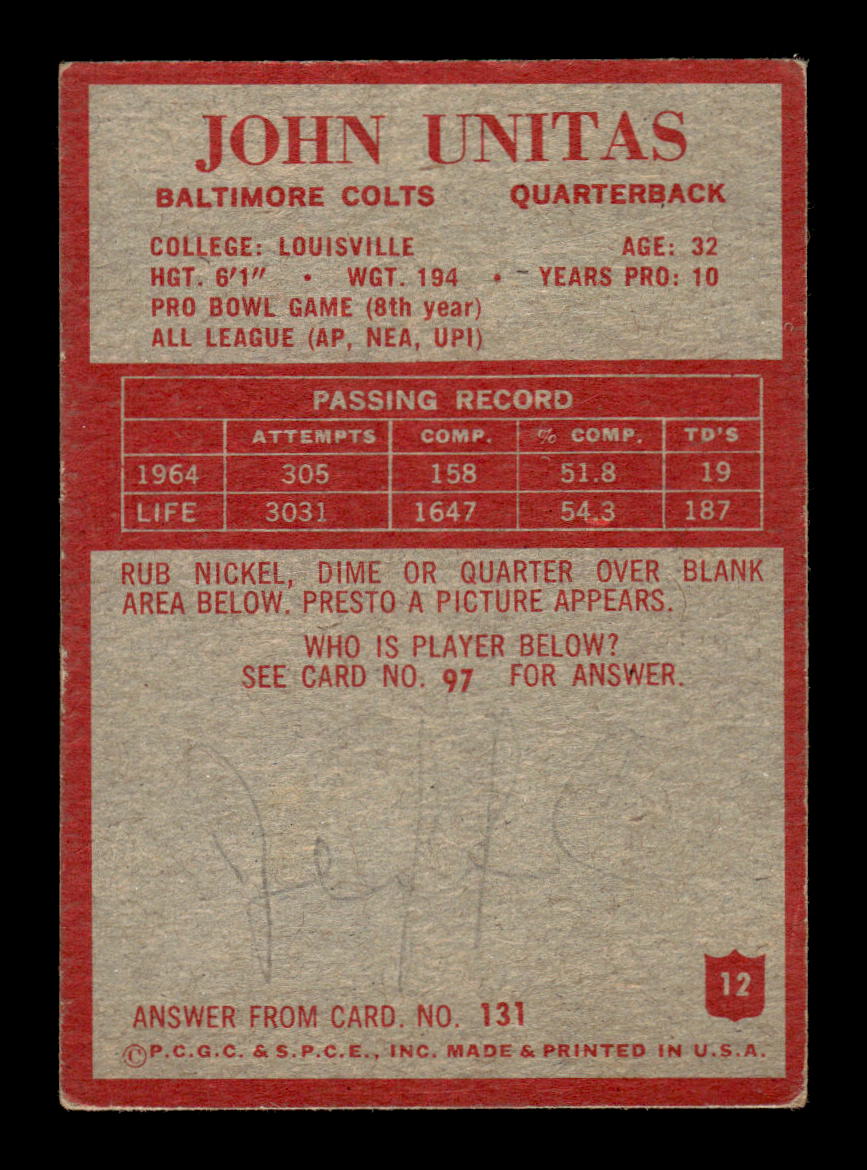 JOHN UNITAS
BALTIMORE COLTS QUARTERBACK
COLLEGE: LOUISVILLE AGE: 32
HGT. 6'1" • WGT. 194 • YEARS PRO: 10
PRO BOWL GAME (8th year)
ALL LEAGUE (AP, NEA, UPI)
PASSING RECORD
ATTEMPTS COMP. % COMP. TD'S
1964 305 158 51.8 19
LIFE 3031 1647 54.3 187
RUB NICKEL, DIME OR QUARTER OVER BLANK
AREA BELOW. PRESTO A PICTURE APPEARS.
WHO IS PLAYER BELOW?
SEE CARD NO. 97 FOR ANSWER.
12
ANSWER FROM CARD. NO. 131
©P.C.G.C. & S.P.C.E., INC. MADE & PRINTED IN U.S.A.